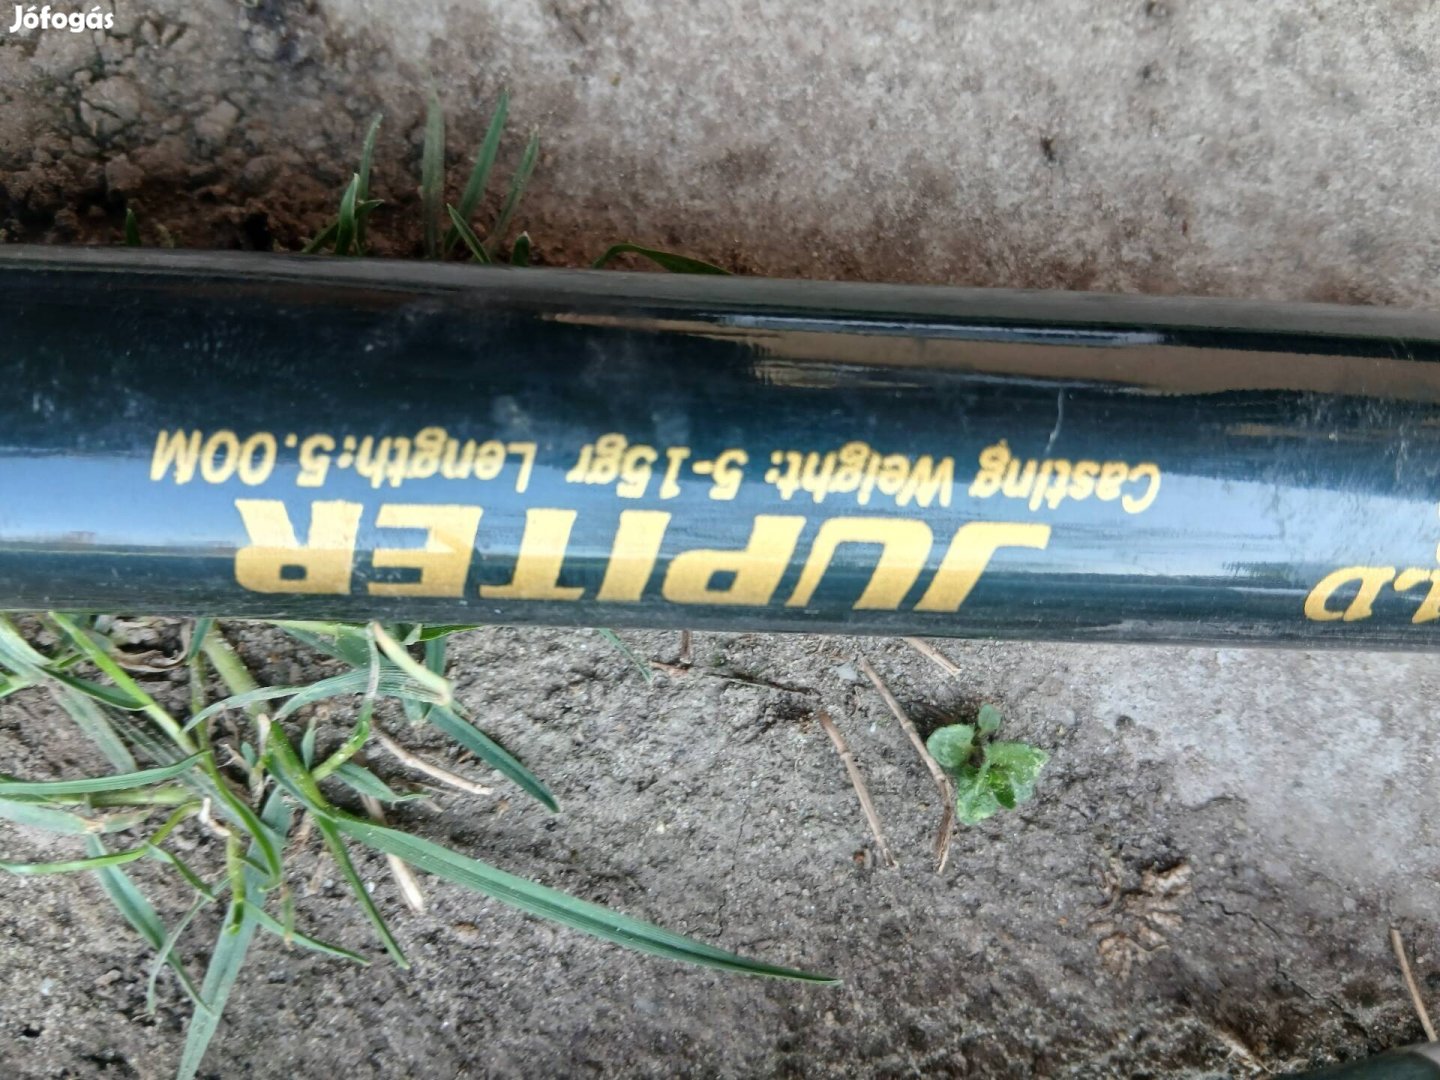 Jófogás
JUPITER
Casting Weight: 5-15gr Length:5.00M